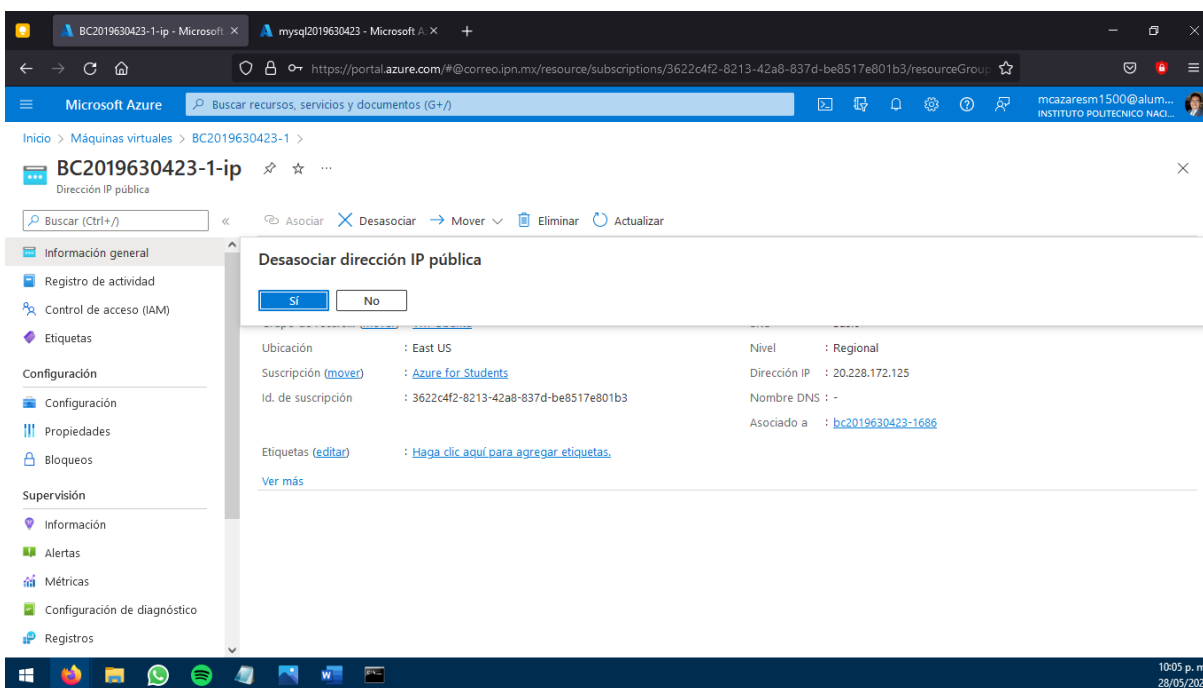 BC2019630423-1-ip - Microsoft
mysql2019630423 - Microsoft A
https://portal.azure.com/#@correo.ipn.mx/resource/subscriptions/3622c4f2-8213-42a8-837d-be8517e801b3/resourceGroup
Microsoft Azure
Buscar recursos, servicios y documentos (G+/)
mcazaresm1500@alum...
INSTITUTO POLITECNICO NACI...
Inicio > Máquinas virtuales > BC2019630423-1 >
BC2019630423-1-ip
Dirección IP pública
Buscar (Ctrl+/)
«
Asociar Desasociar Mover Eliminar Actualizar
Información general
Registro de actividad
Control de acceso (IAM)
Etiquetas
Configuración
Configuración
Propiedades
Bloqueos
Supervisión
Información
Alertas
Métricas
Configuración de diagnóstico
Registros
Desasociar dirección IP pública
Sí No
Ubicación : East US
Suscripción (mover) : Azure for Students
Id. de suscripción : 3622c4f2-8213-42a8-837d-be8517e801b3
Nivel : Regional
Dirección IP : 20.228.172.125
Nombre DNS : -
Asociado a : bc2019630423-1686
Etiquetas (editar) : Haga clic aquí para agregar etiquetas.
Ver más
10:05 p. m
28/05/202